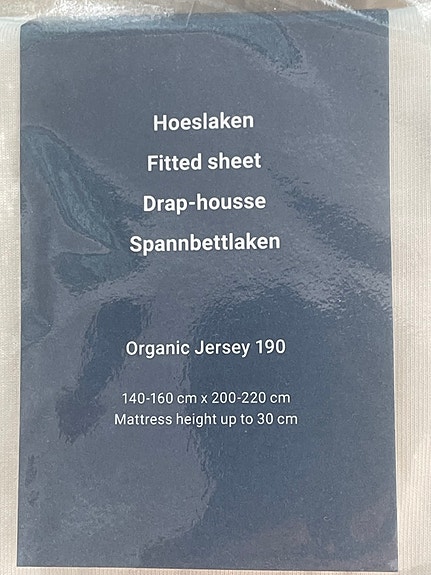 Hoeslaken
Fitted sheet
Drap-housse
Spannbettlaken
Organic Jersey 190
140-160 cm x 200-220 cm
Mattress height up to 30 cm